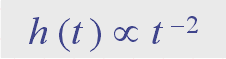 h (t) ∝ t⁻²